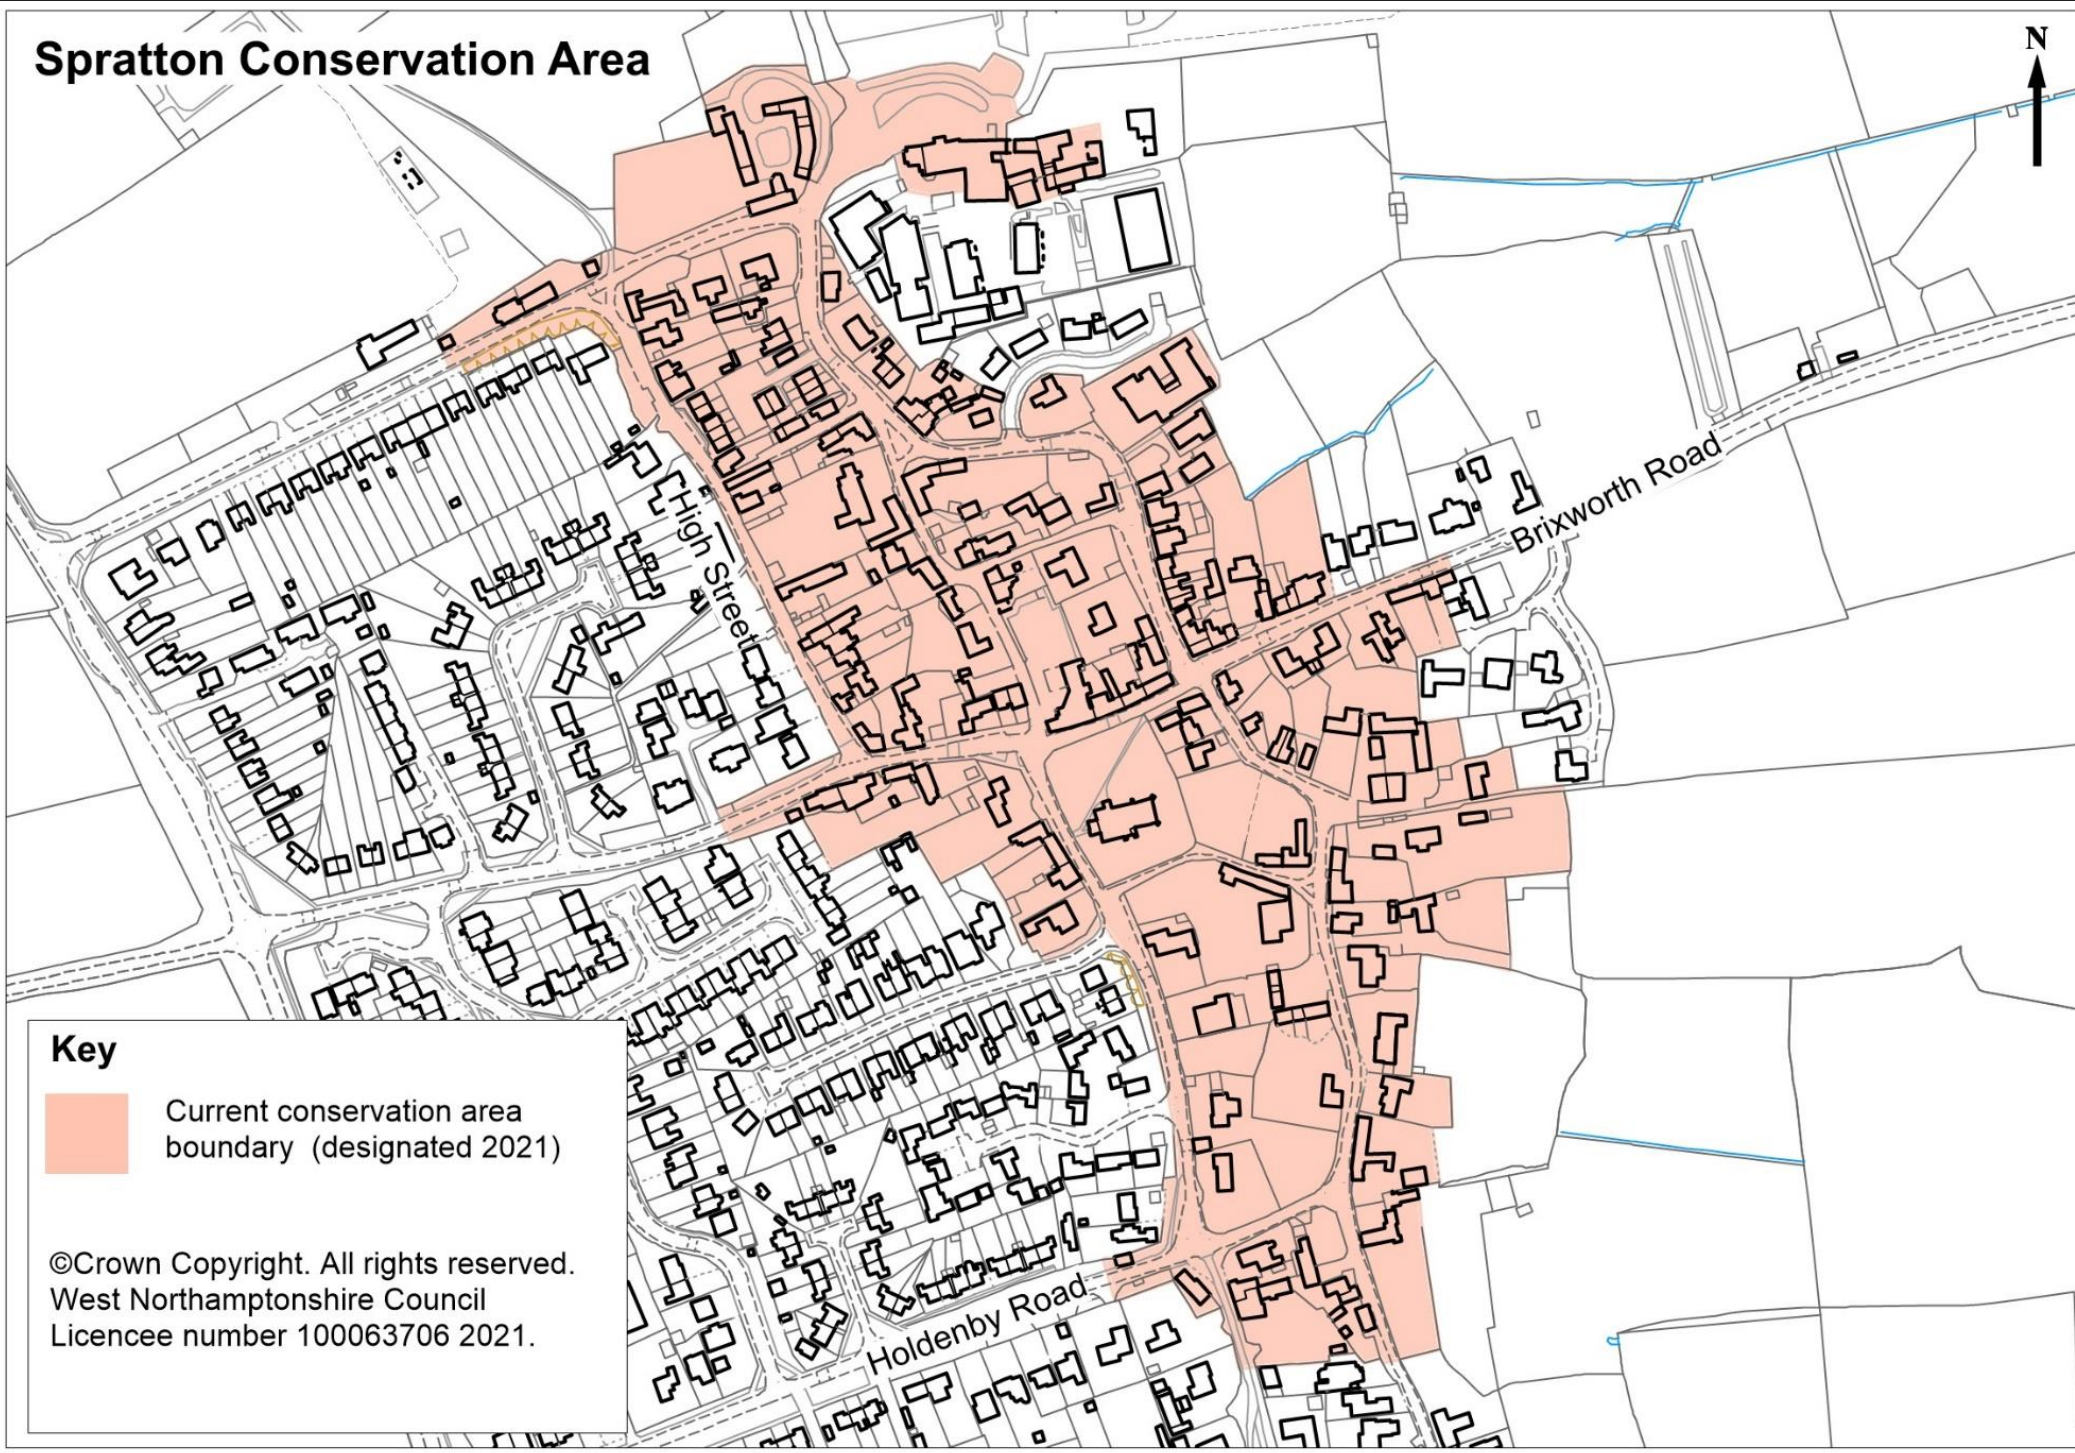 Spratton Conservation Area
N
High Street
Brixworth Road
Holdenby Road
Key
Current conservation area
boundary  (designated 2021)
©Crown Copyright. All rights reserved.
West Northamptonshire Council
Licencee number 100063706 2021.